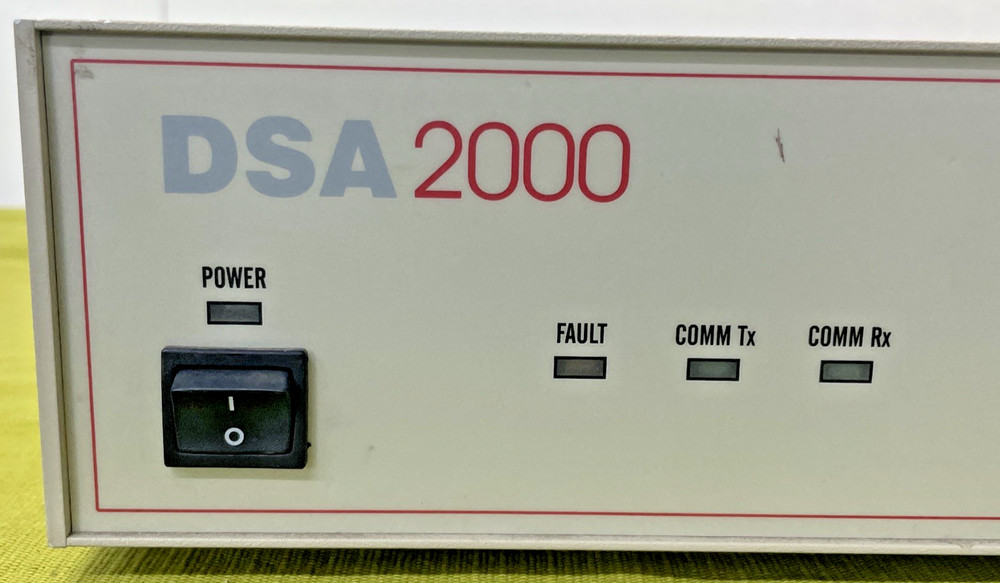 DSA 2000
POWER
FAULT COMM Tx COMM Rx
I
O